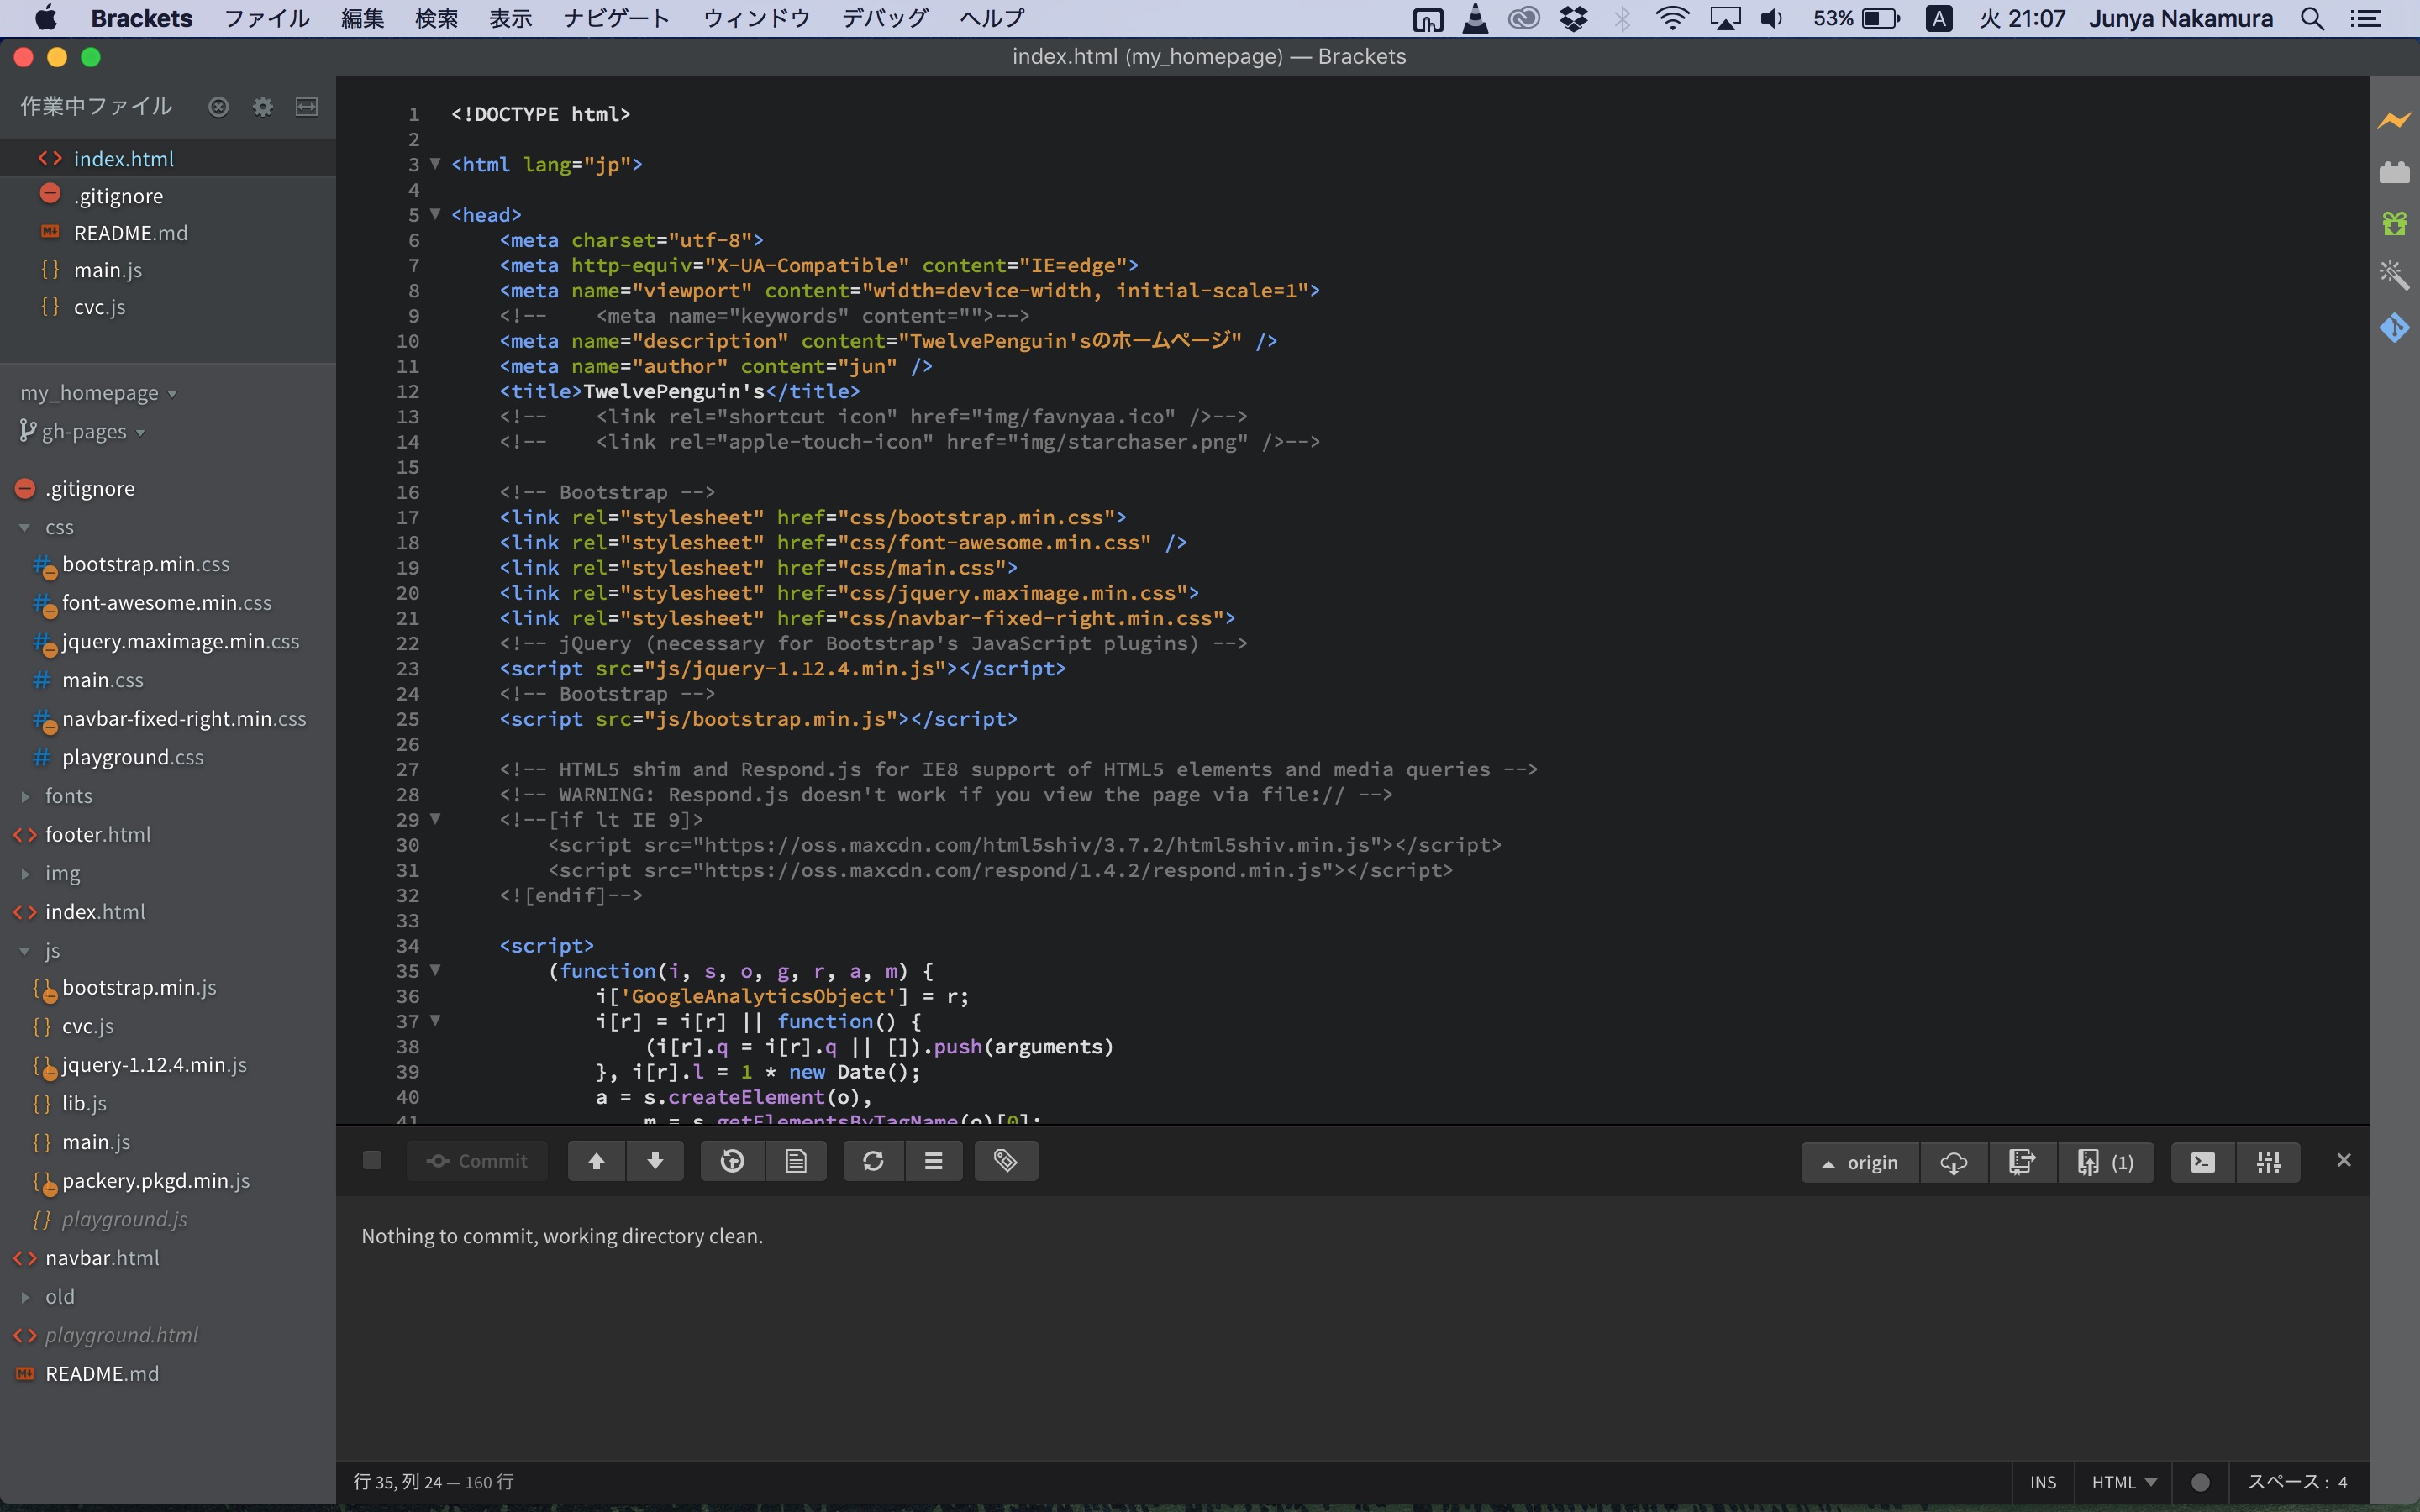 Brackets ファイル 編集 検索 表示 ナビゲート ウィンドウ デバッグ ヘルプ 53% A 火 21:07 Junya Nakamura
index.html (my_homepage) — Brackets
作業中ファイル
index.html
.gitignore
README.md
main.js
cvc.js
my_homepage
gh-pages
.gitignore
css
bootstrap.min.css
font-awesome.min.css
jquery.maximage.min.css
main.css
navbar-fixed-right.min.css
playground.css
fonts
footer.html
img
index.html
js
bootstrap.min.js
cvc.js
jquery-1.12.4.min.js
lib.js
main.js
packery.pkgd.min.js
playground.js
navbar.html
old
playground.html
README.md
1 <!DOCTYPE html>
2
3 <html lang="jp">
4
5 <head>
6 <meta charset="utf-8">
7 <meta http-equiv="X-UA-Compatible" content="IE=edge">
8 <meta name="viewport" content="width=device-width, initial-scale=1">
9 <!--    <meta name="keywords" content="">-->
10 <meta name="description" content="TwelvePenguin'sのホームページ" />
11 <meta name="author" content="jun" />
12 <title>TwelvePenguin's</title>
13 <!--    <link rel="shortcut icon" href="img/favnyaa.ico" />-->
14 <!--    <link rel="apple-touch-icon" href="img/starchaser.png" />-->
15
16 <!-- Bootstrap -->
17 <link rel="stylesheet" href="css/bootstrap.min.css">
18 <link rel="stylesheet" href="css/font-awesome.min.css" />
19 <link rel="stylesheet" href="css/main.css">
20 <link rel="stylesheet" href="css/jquery.maximage.min.css">
21 <link rel="stylesheet" href="css/navbar-fixed-right.min.css">
22 <!-- jQuery (necessary for Bootstrap's JavaScript plugins) -->
23 <script src="js/jquery-1.12.4.min.js"></script>
24 <!-- Bootstrap -->
25 <script src="js/bootstrap.min.js"></script>
26
27 <!-- HTML5 shim and Respond.js for IE8 support of HTML5 elements and media queries -->
28 <!-- WARNING: Respond.js doesn't work if you view the page via file:// -->
29 <!--[if lt IE 9]>
30 <script src="https://oss.maxcdn.com/html5shiv/3.7.2/html5shiv.min.js"></script>
31 <script src="https://oss.maxcdn.com/respond/1.4.2/respond.min.js"></script>
32 <![endif]-->
33
34 <script>
35 (function(i, s, o, g, r, a, m) {
36 i['GoogleAnalyticsObject'] = r;
37 i[r] = i[r] || function() {
38 (i[r].q = i[r].q || []).push(arguments)
39 }, i[r].l = 1 * new Date();
40 a = s.createElement(o),
41 m = s.getElementsByTagName(o)[0];
Commit origin (1)
Nothing to commit, working directory clean.
行 35, 列 24 — 160 行 INS HTML スペース: 4